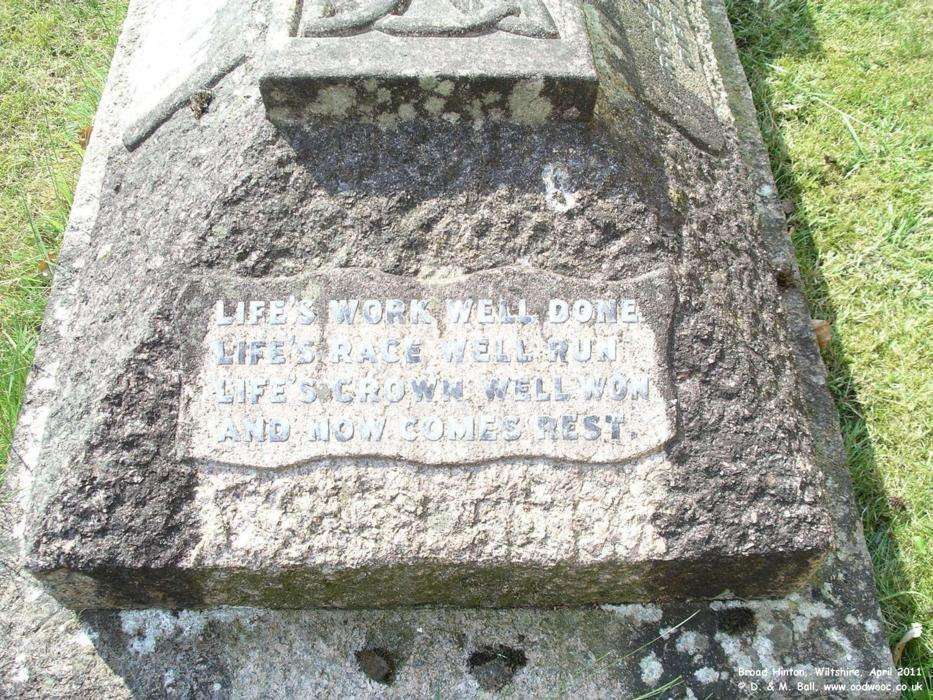 LIFE'S WORK WELL DONE
LIFE'S RACE WELL RUN
LIFE'S CROWN WELL WON
AND NOW COMES REST.
Broad Hinton, Wiltshire, April 2011
© D. & M. Ball, www.oodwooc.co.uk